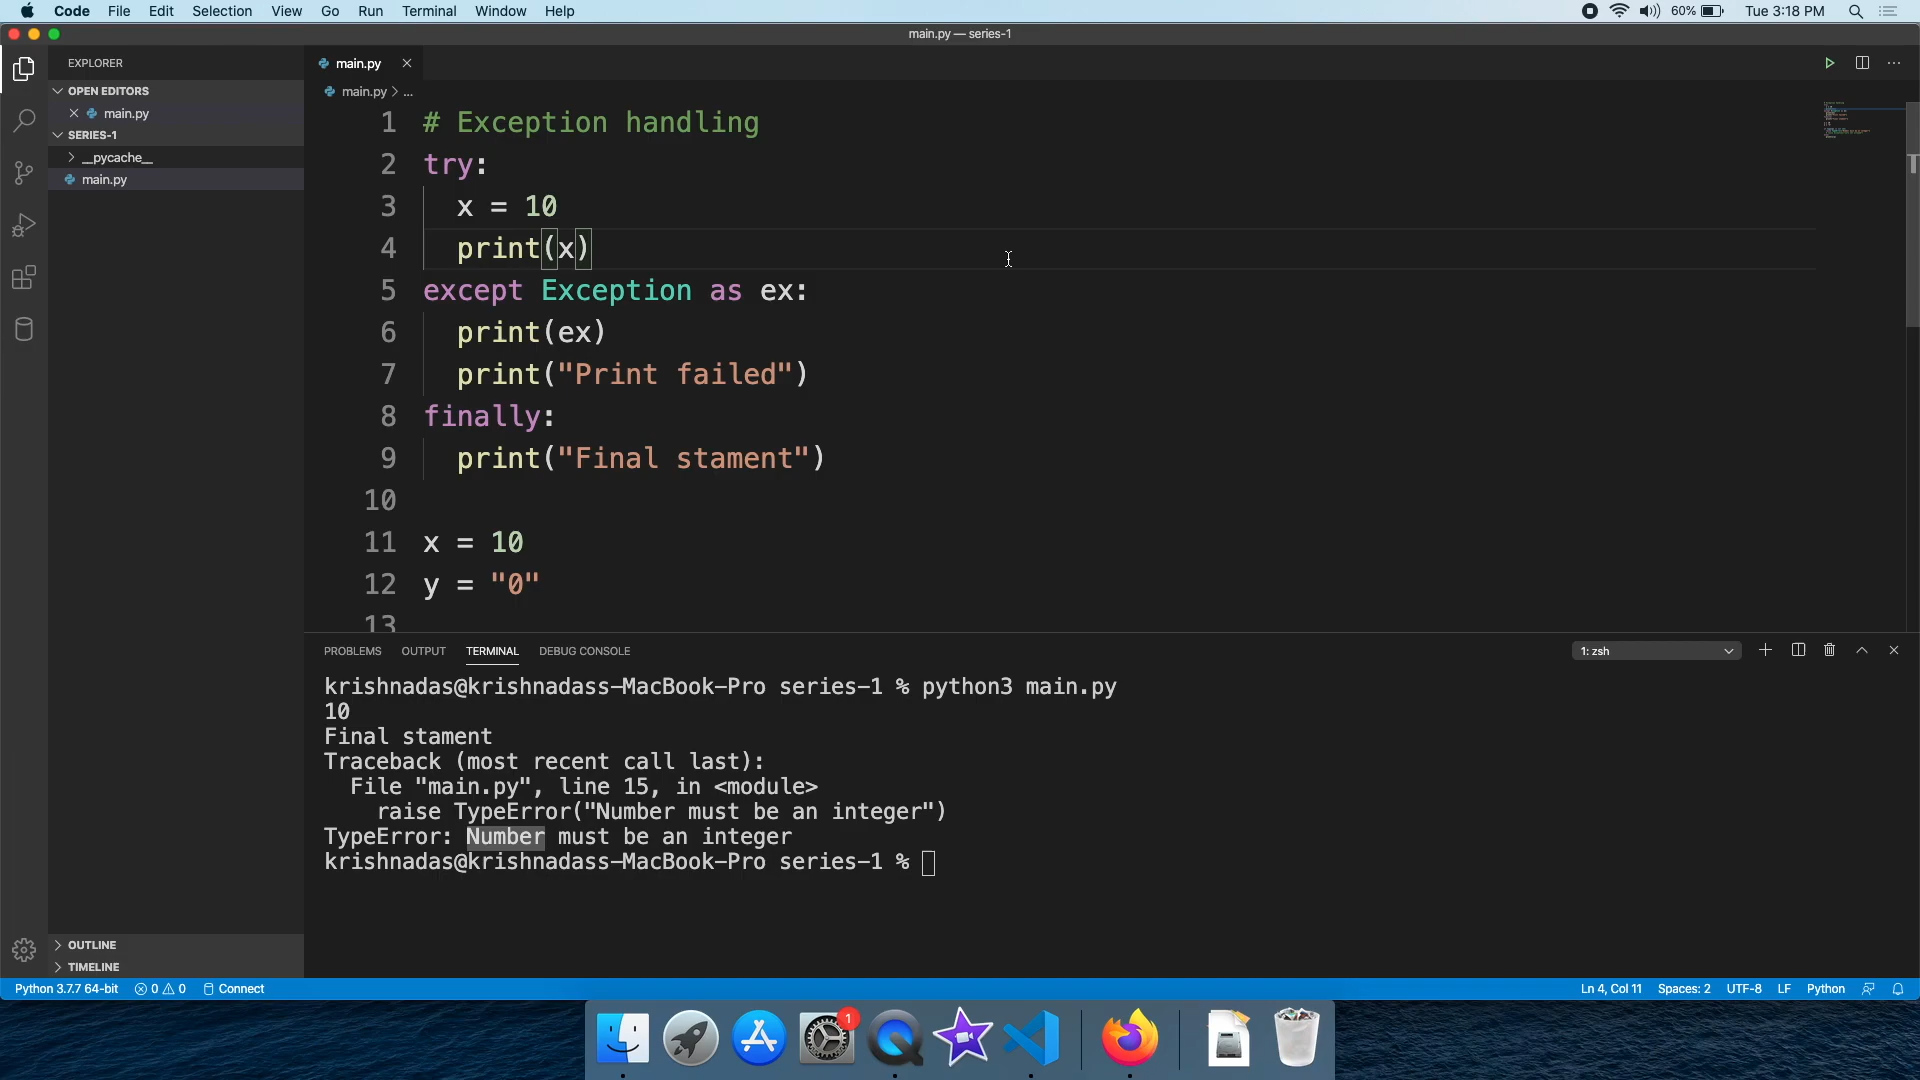 Code File Edit Selection View Go Run Terminal Window Help 60% Tue 3:18 PM
main.py — series-1
EXPLORER
OPEN EDITORS
main.py
SERIES-1
__pycache__
main.py
OUTLINE
TIMELINE
main.py
main.py > ...
1 # Exception handling
2 try:
3 x = 10
4 print(x)
5 except Exception as ex:
6 print(ex)
7 print("Print failed")
8 finally:
9 print("Final stament")
10
11 x = 10
12 y = "0"
13
PROBLEMS OUTPUT TERMINAL DEBUG CONSOLE 1: zsh
krishnadas@krishnadass-MacBook-Pro series-1 % python3 main.py
10
Final stament
Traceback (most recent call last):
File "main.py", line 15, in <module>
raise TypeError("Number must be an integer")
TypeError: Number must be an integer
krishnadas@krishnadass-MacBook-Pro series-1 %
Python 3.7.7 64-bit 0 0 Connect Ln 4, Col 11 Spaces: 2 UTF-8 LF Python
1